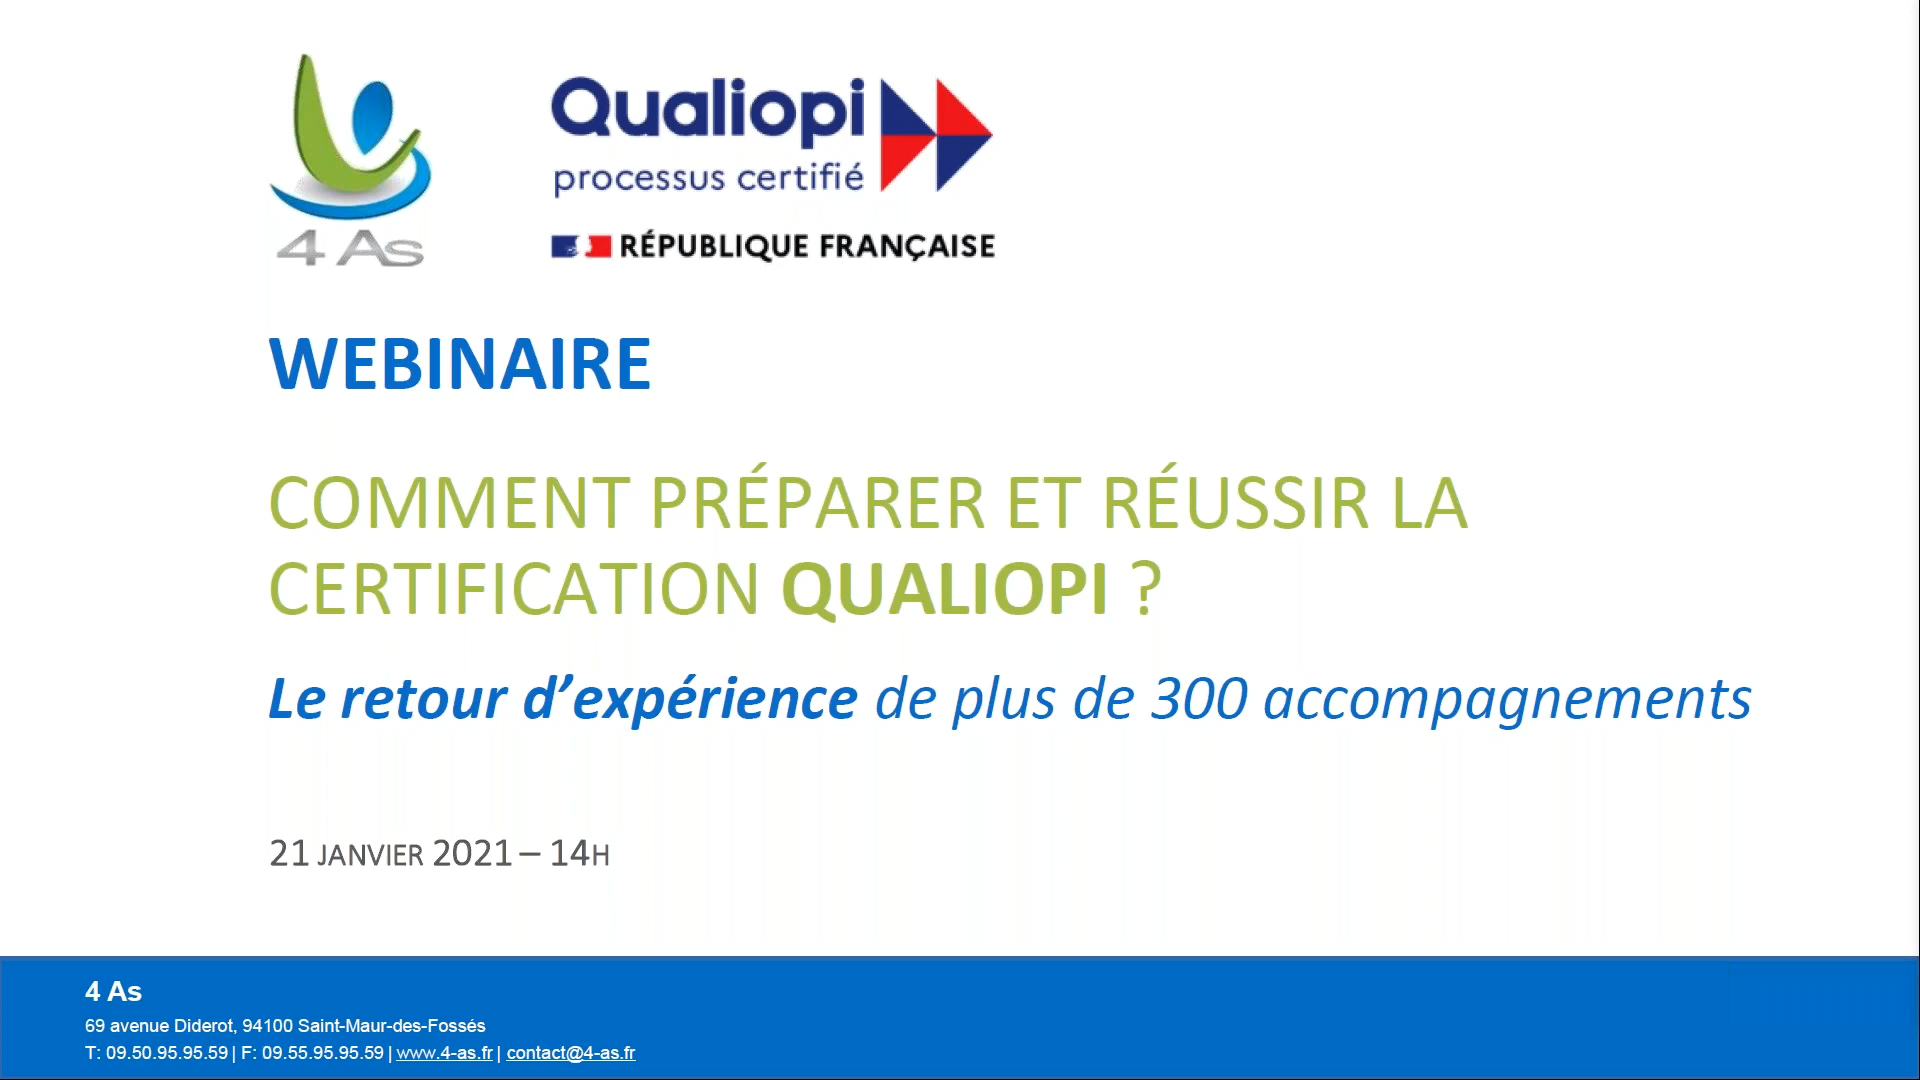 4 As
Qualiopi
processus certifié
RÉPUBLIQUE FRANÇAISE
WEBINAIRE
COMMENT PRÉPARER ET RÉUSSIR LA
CERTIFICATION QUALIOPI ?
Le retour d’expérience de plus de 300 accompagnements
21 JANVIER 2021 – 14H
4 As
69 avenue Diderot, 94100 Saint-Maur-des-Fossés
T: 09.50.95.95.59 | F: 09.55.95.95.59 | www.4-as.fr | contact@4-as.fr